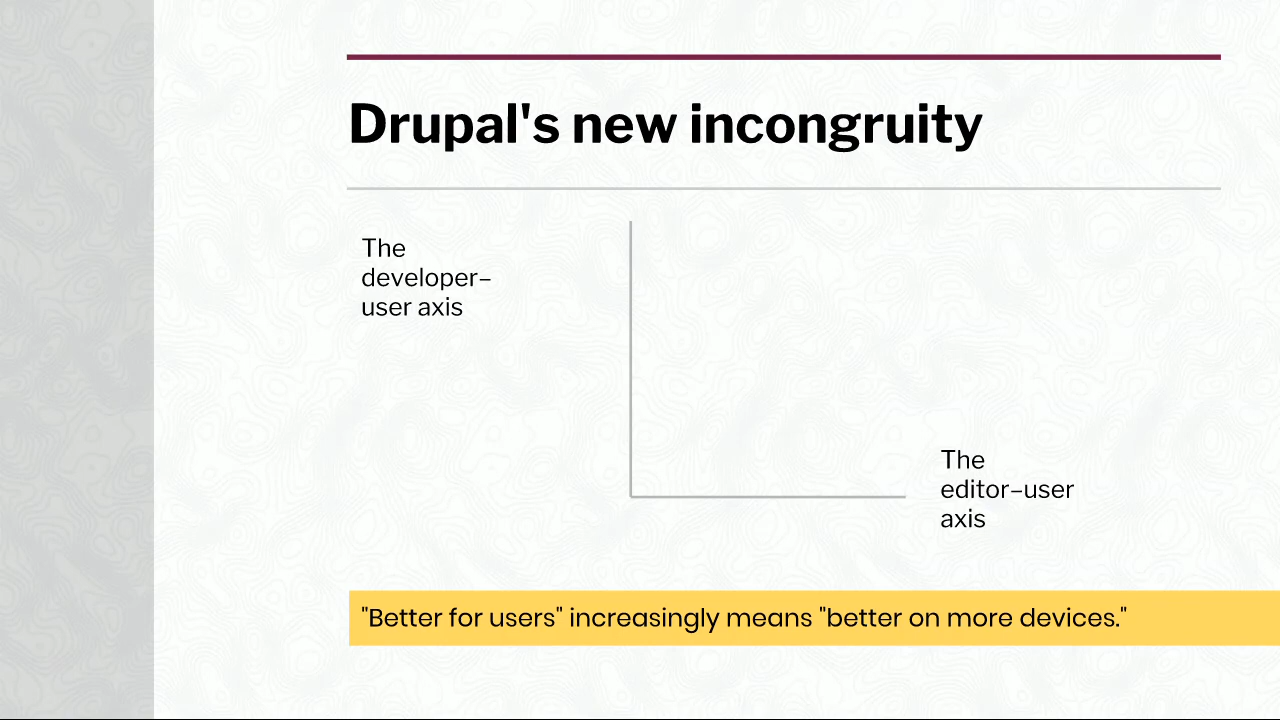 Drupal's new incongruity
The
developer–
user axis
The
editor–user
axis
"Better for users" increasingly means "better on more devices."